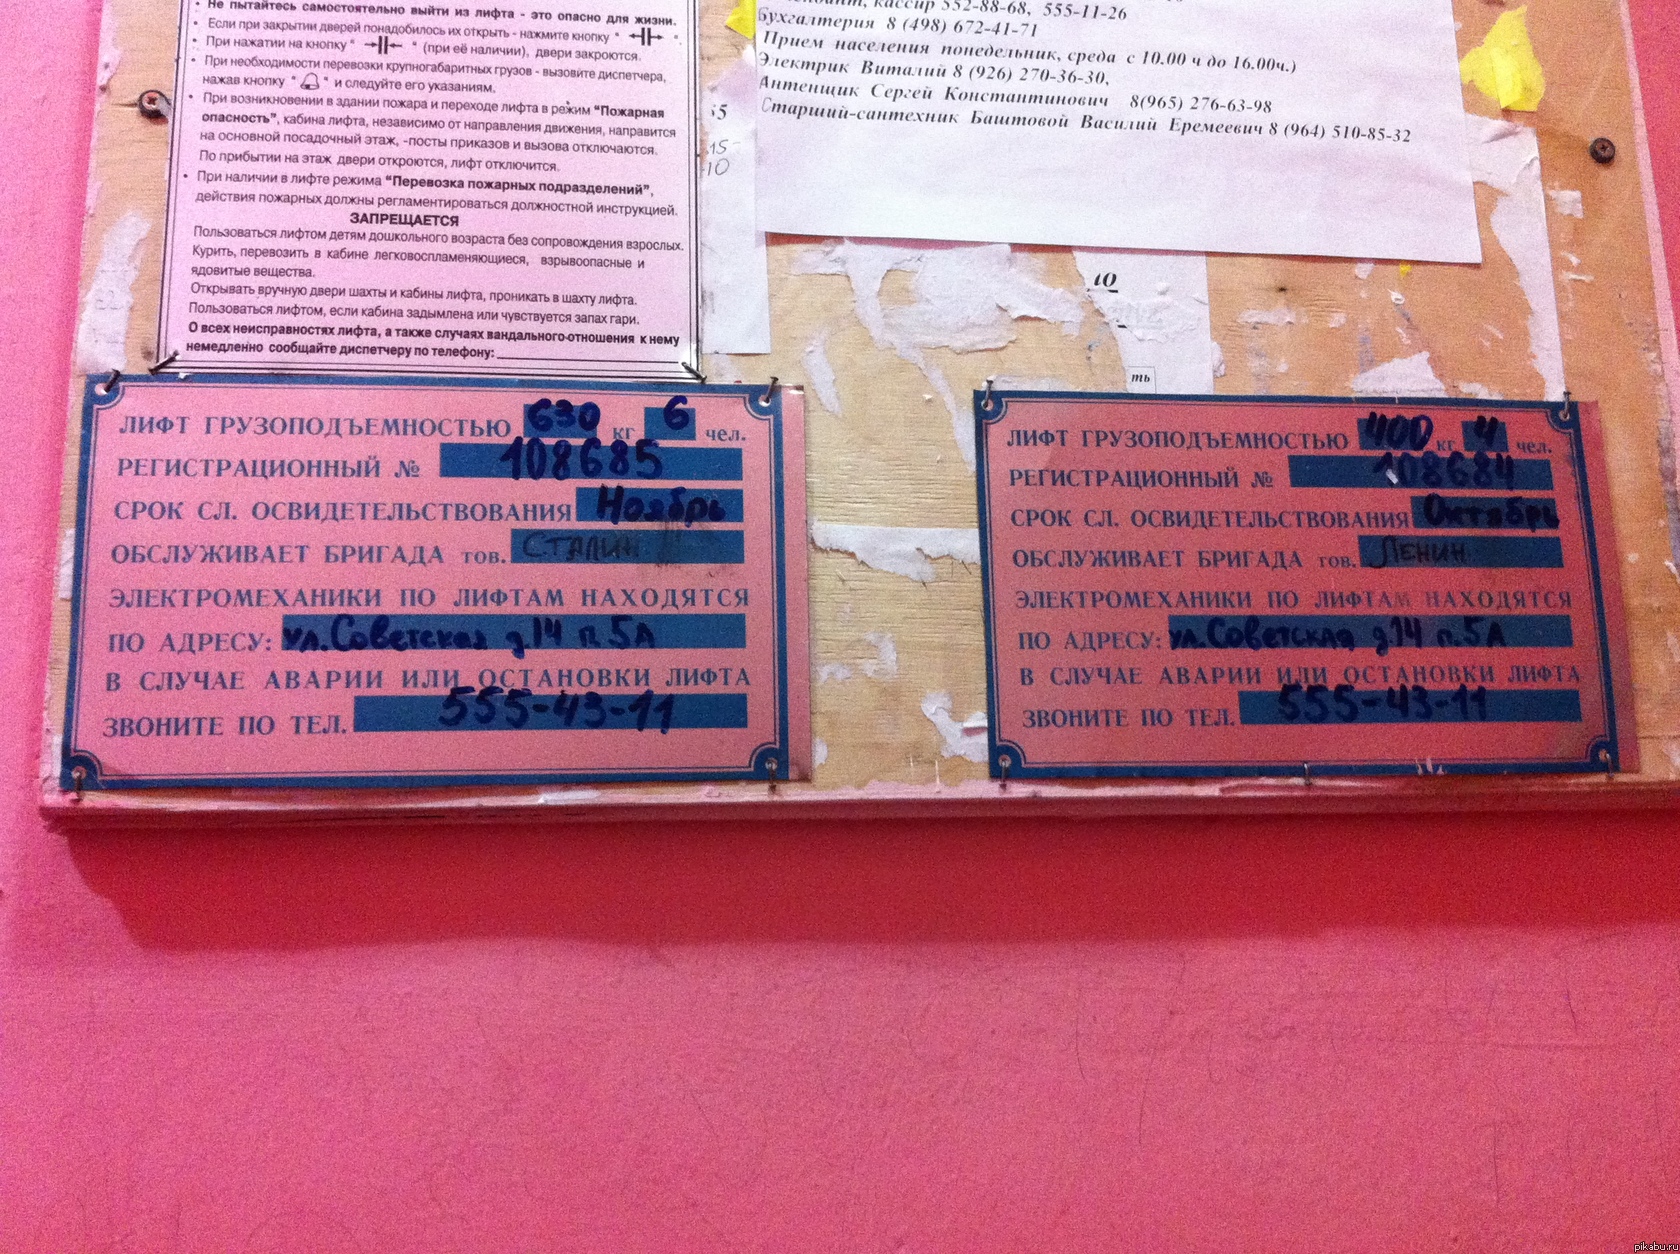 Не пытайтесь самостоятельно выйти из лифта - это опасно для жизни.
Если при закрытии дверей понадобилось их открыть - нажмите кнопку " ".
При нажатии на кнопку " " (при её наличии), двери закроются.
При необходимости перевозки крупногабаритных грузов - вызовите диспетчера,
нажав кнопку " " и следуйте его указаниям.
При возникновении в здании пожара и переходе лифта в режим "Пожарная
опасность", кабина лифта, независимо от направления движения, направится
на основной посадочный этаж, -посты приказов и вызова отключаются.
По прибытии на этаж двери откроются, лифт отключится.
При наличии в лифте режима "Перевозка пожарных подразделений",
действия пожарных должны регламентироваться должностной инструкцией.
ЗАПРЕЩАЕТСЯ
Пользоваться лифтом детям дошкольного возраста без сопровождения взрослых.
Курить, перевозить в кабине легковоспламеняющиеся, взрывоопасные и
ядовитые вещества.
Открывать вручную двери шахты и кабины лифта, проникать в шахту лифта.
Пользоваться лифтом, если кабина задымлена или чувствуется запах гари.
О всех неисправностях лифта, а также случаях вандального-отношения к нему
немедленно сообщайте диспетчеру по телефону:
кассир 552-88-68, 555-11-26
Бухгалтерия 8 (498) 672-41-71
Прием населения понедельник, среда с 10.00 ч до 16.00ч.)
Электрик Виталий 8 (926) 270-36-30,
Антенщик Сергей Константинович 8(965) 276-63-98
Старший-сантехник Баштовой Василий Еремеевич 8 (964) 510-85-32
15-
10
ю
ть
ЛИФТ ГРУЗОПОДЪЕМНОСТЬЮ 630 кг 6 чел.
РЕГИСТРАЦИОННЫЙ № 108685
СРОК СЛ. ОСВИДЕТЕЛЬСТВОВАНИЯ Ноябрь
ОБСЛУЖИВАЕТ БРИГАДА тов. СТАЛИН
ЭЛЕКТРОМЕХАНИКИ ПО ЛИФТАМ НАХОДЯТСЯ
ПО АДРЕСУ: ул.Советская д.14 п.5А
В СЛУЧАЕ АВАРИИ ИЛИ ОСТАНОВКИ ЛИФТА
ЗВОНИТЕ ПО ТЕЛ. 555-43-11
ЛИФТ ГРУЗОПОДЪЕМНОСТЬЮ 400 кг 4 чел.
РЕГИСТРАЦИОННЫЙ № 108684
СРОК СЛ. ОСВИДЕТЕЛЬСТВОВАНИЯ Октябрь
ОБСЛУЖИВАЕТ БРИГАДА тов. ЛЕНИН
ЭЛЕКТРОМЕХАНИКИ ПО ЛИФТАМ НАХОДЯТСЯ
ПО АДРЕСУ: ул.Советская д.14 п.5А
В СЛУЧАЕ АВАРИИ ИЛИ ОСТАНОВКИ ЛИФТА
ЗВОНИТЕ ПО ТЕЛ. 555-43-11
pikabu.ru